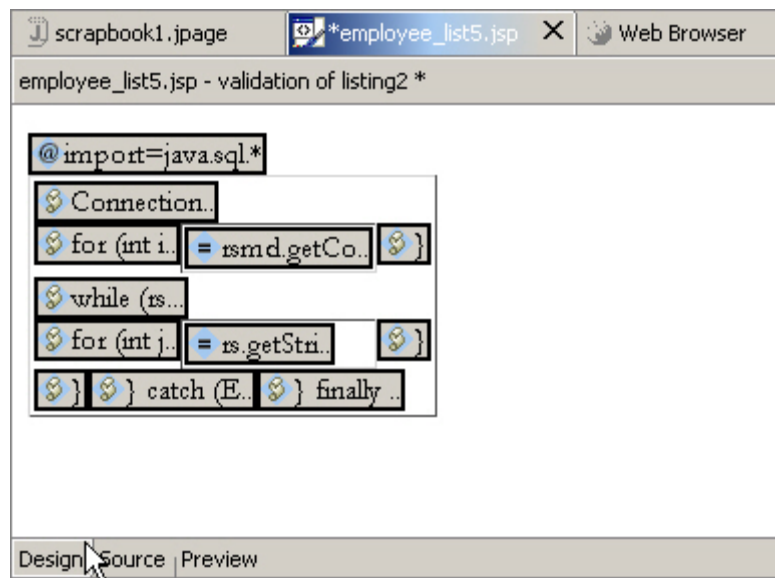 scrapbook1.jpage *employee_list5.jsp Web Browser
employee_list5.jsp - validation of listing2 *
@ import=java.sql.*
Connection..
for (int i.. = rsmd.getCo.. }
while (rs...
for (int j.. = rs.getStri.. }
} } catch (E.. } finally ..
Design Source Preview